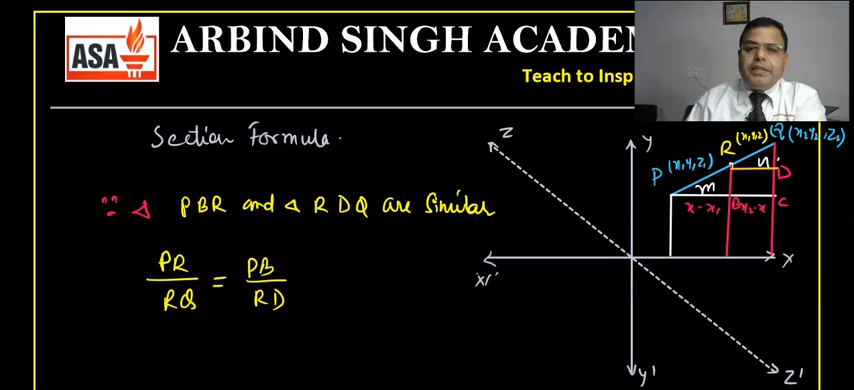 ASA
ARBIND SINGH ACADEM
Teach to Insp
Section Formula.
∵ Δ PBR and Δ RDQ are Similar
PR/RQ = PB/RD
Z
Y
R (x,y,z)
Q (x2 y2, z2)
P (x1 y1 z1)
n
D
m
x - x1
B
x2 - x
C
X'
X
Y'
Z'